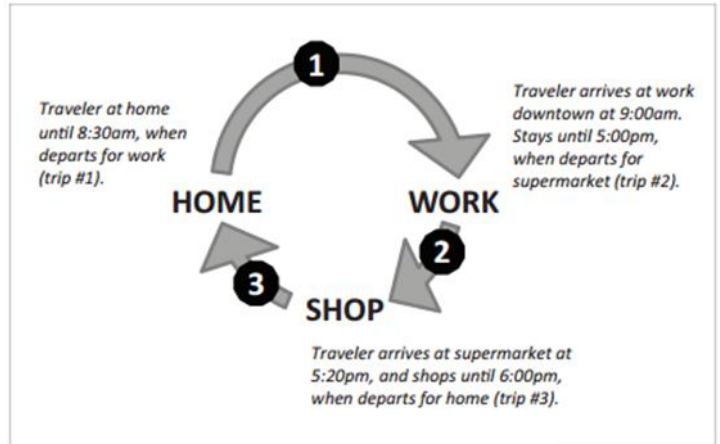 1
Traveler at home
until 8:30am, when
departs for work
(trip #1).
Traveler arrives at work
downtown at 9:00am.
Stays until 5:00pm,
when departs for
supermarket (trip #2).
HOME
WORK
2
3
SHOP
Traveler arrives at supermarket at
5:20pm, and shops until 6:00pm,
when departs for home (trip #3).